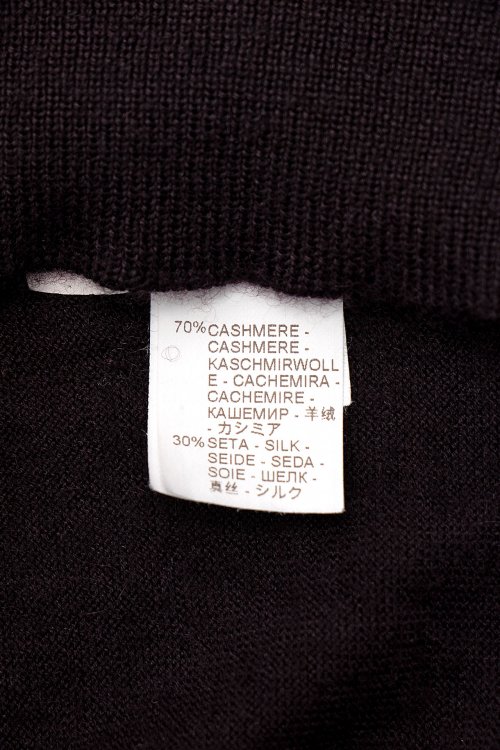 70% CASHMERE -
CASHMERE -
KASCHMIRWOLL
E - CACHEMIRA -
CACHEMIRE -
КАШЕМИР - 羊绒
- カシミア
30% SETA - SILK -
SEIDE - SEDA -
SOIE - ШЕЛК -
真丝 - シルク